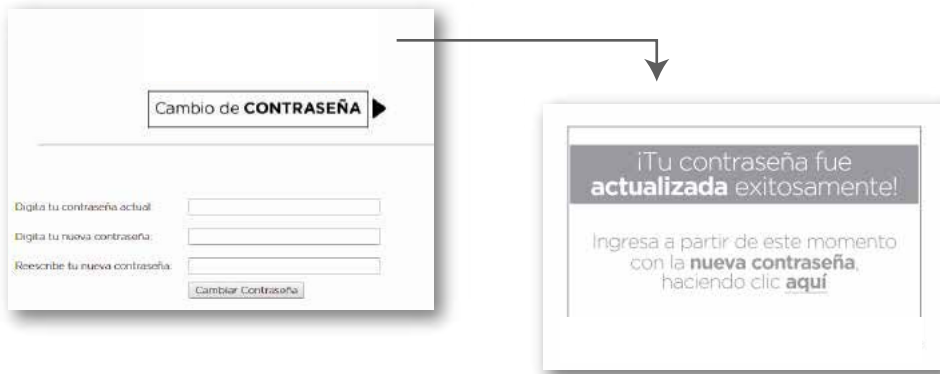 Cambio de CONTRASEÑA
Digita tu contraseña actual:
Digita tu nueva contraseña:
Reescribe tu nueva contraseña:
Cambiar Contraseña
¡Tu contraseña fue
actualizada exitosamente!
Ingresa a partir de este momento
con la nueva contraseña,
haciendo clic aquí